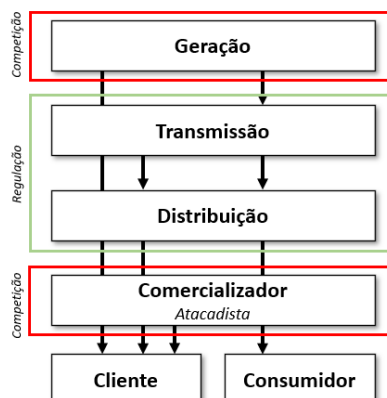 Competição
Geração
Regulação
Transmissão
Distribuição
Competição
Comercializador
Atacadista
Cliente
Consumidor